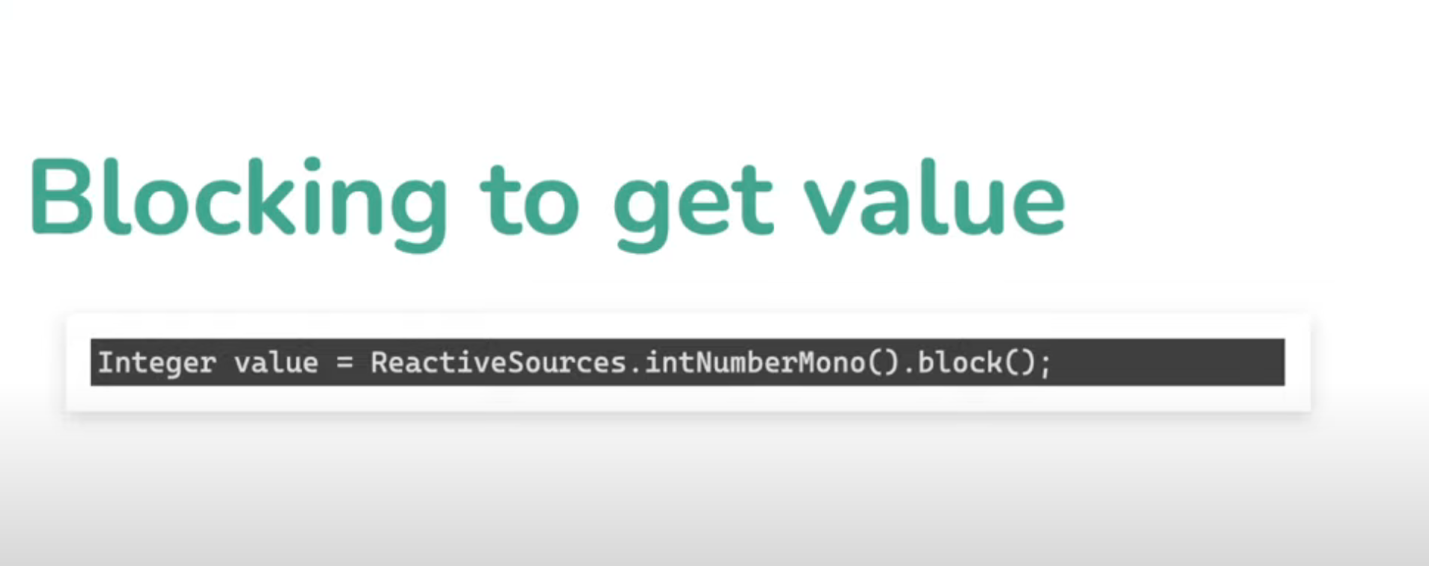 Blocking to get value
Integer value = ReactiveSources.intNumberMono().block();